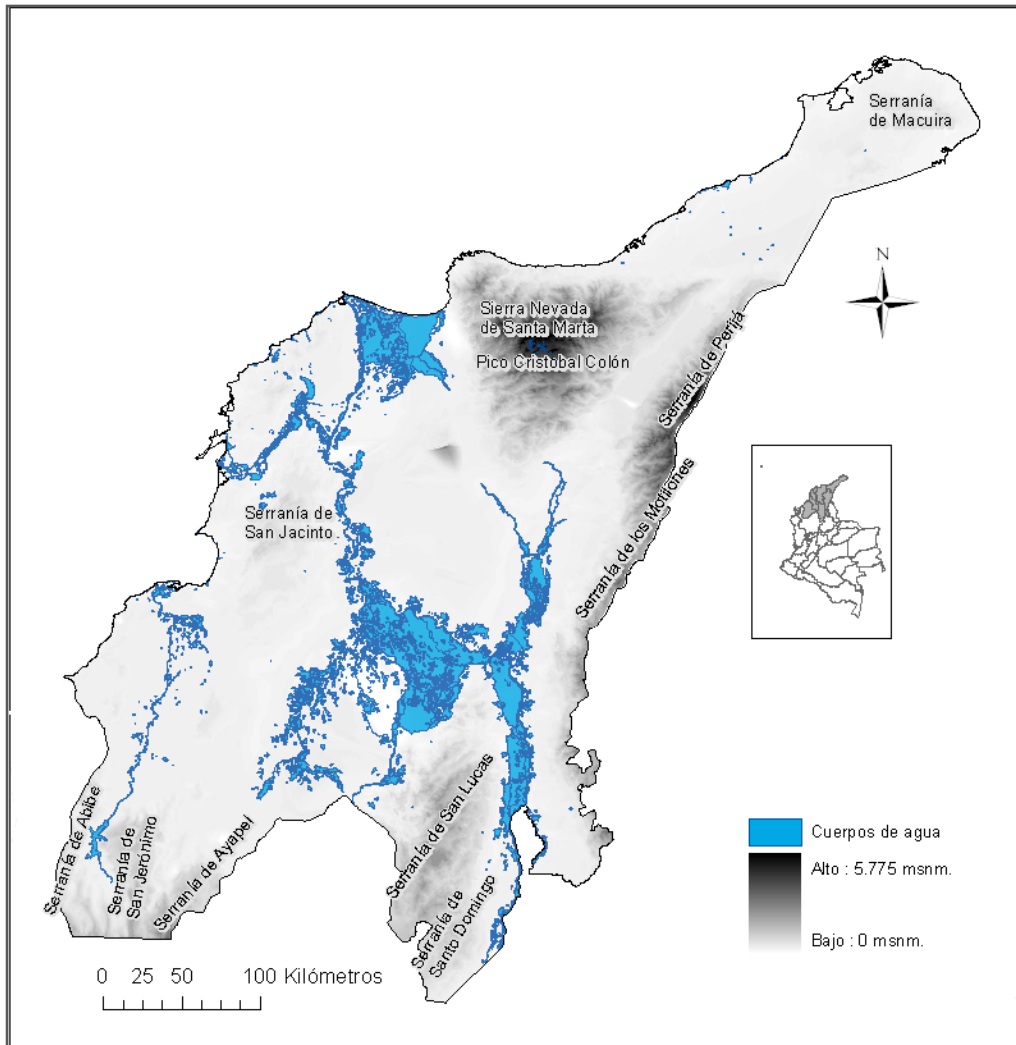 Serranía
de Macuira
N
Sierra Nevada
de Santa Marta
Pico Cristobal Colón
Serranía de Perijá
Serranía de los Motilones
Serranía de
San Jacinto
Serranía de San Lucas
Serranía de Abibe
Serranía de
San Jerónimo
Serranía de Ayapel
Serranía de
Santo Domingo
Cuerpos de agua
Alto : 5.775 msnm.
Bajo : 0 msnm.
0 25 50 100 Kilómetros